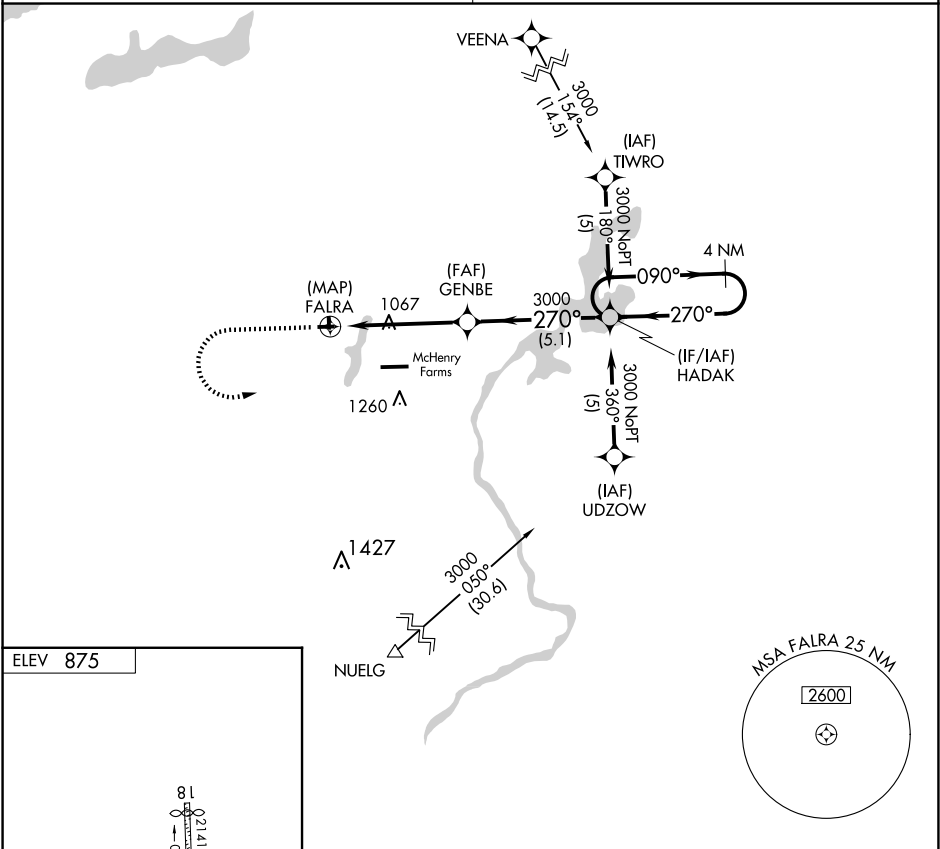 VEENA
3000
154°
(14.5)
(IAF)
TIWRO
3000 NoPT
180°
(5)
4 NM
090°
(FAF)
GENBE
(MAP)
FALRA
1067
3000
270°
(5.1)
270°
(IF/IAF)
HADAK
McHenry
Farms
1260
3000 NoPT
360°
(5)
(IAF)
UDZOW
1427
3000
050°
(30.6)
NUELG
ELEV 875
MSA FALRA 25 NM
2600
18
2141